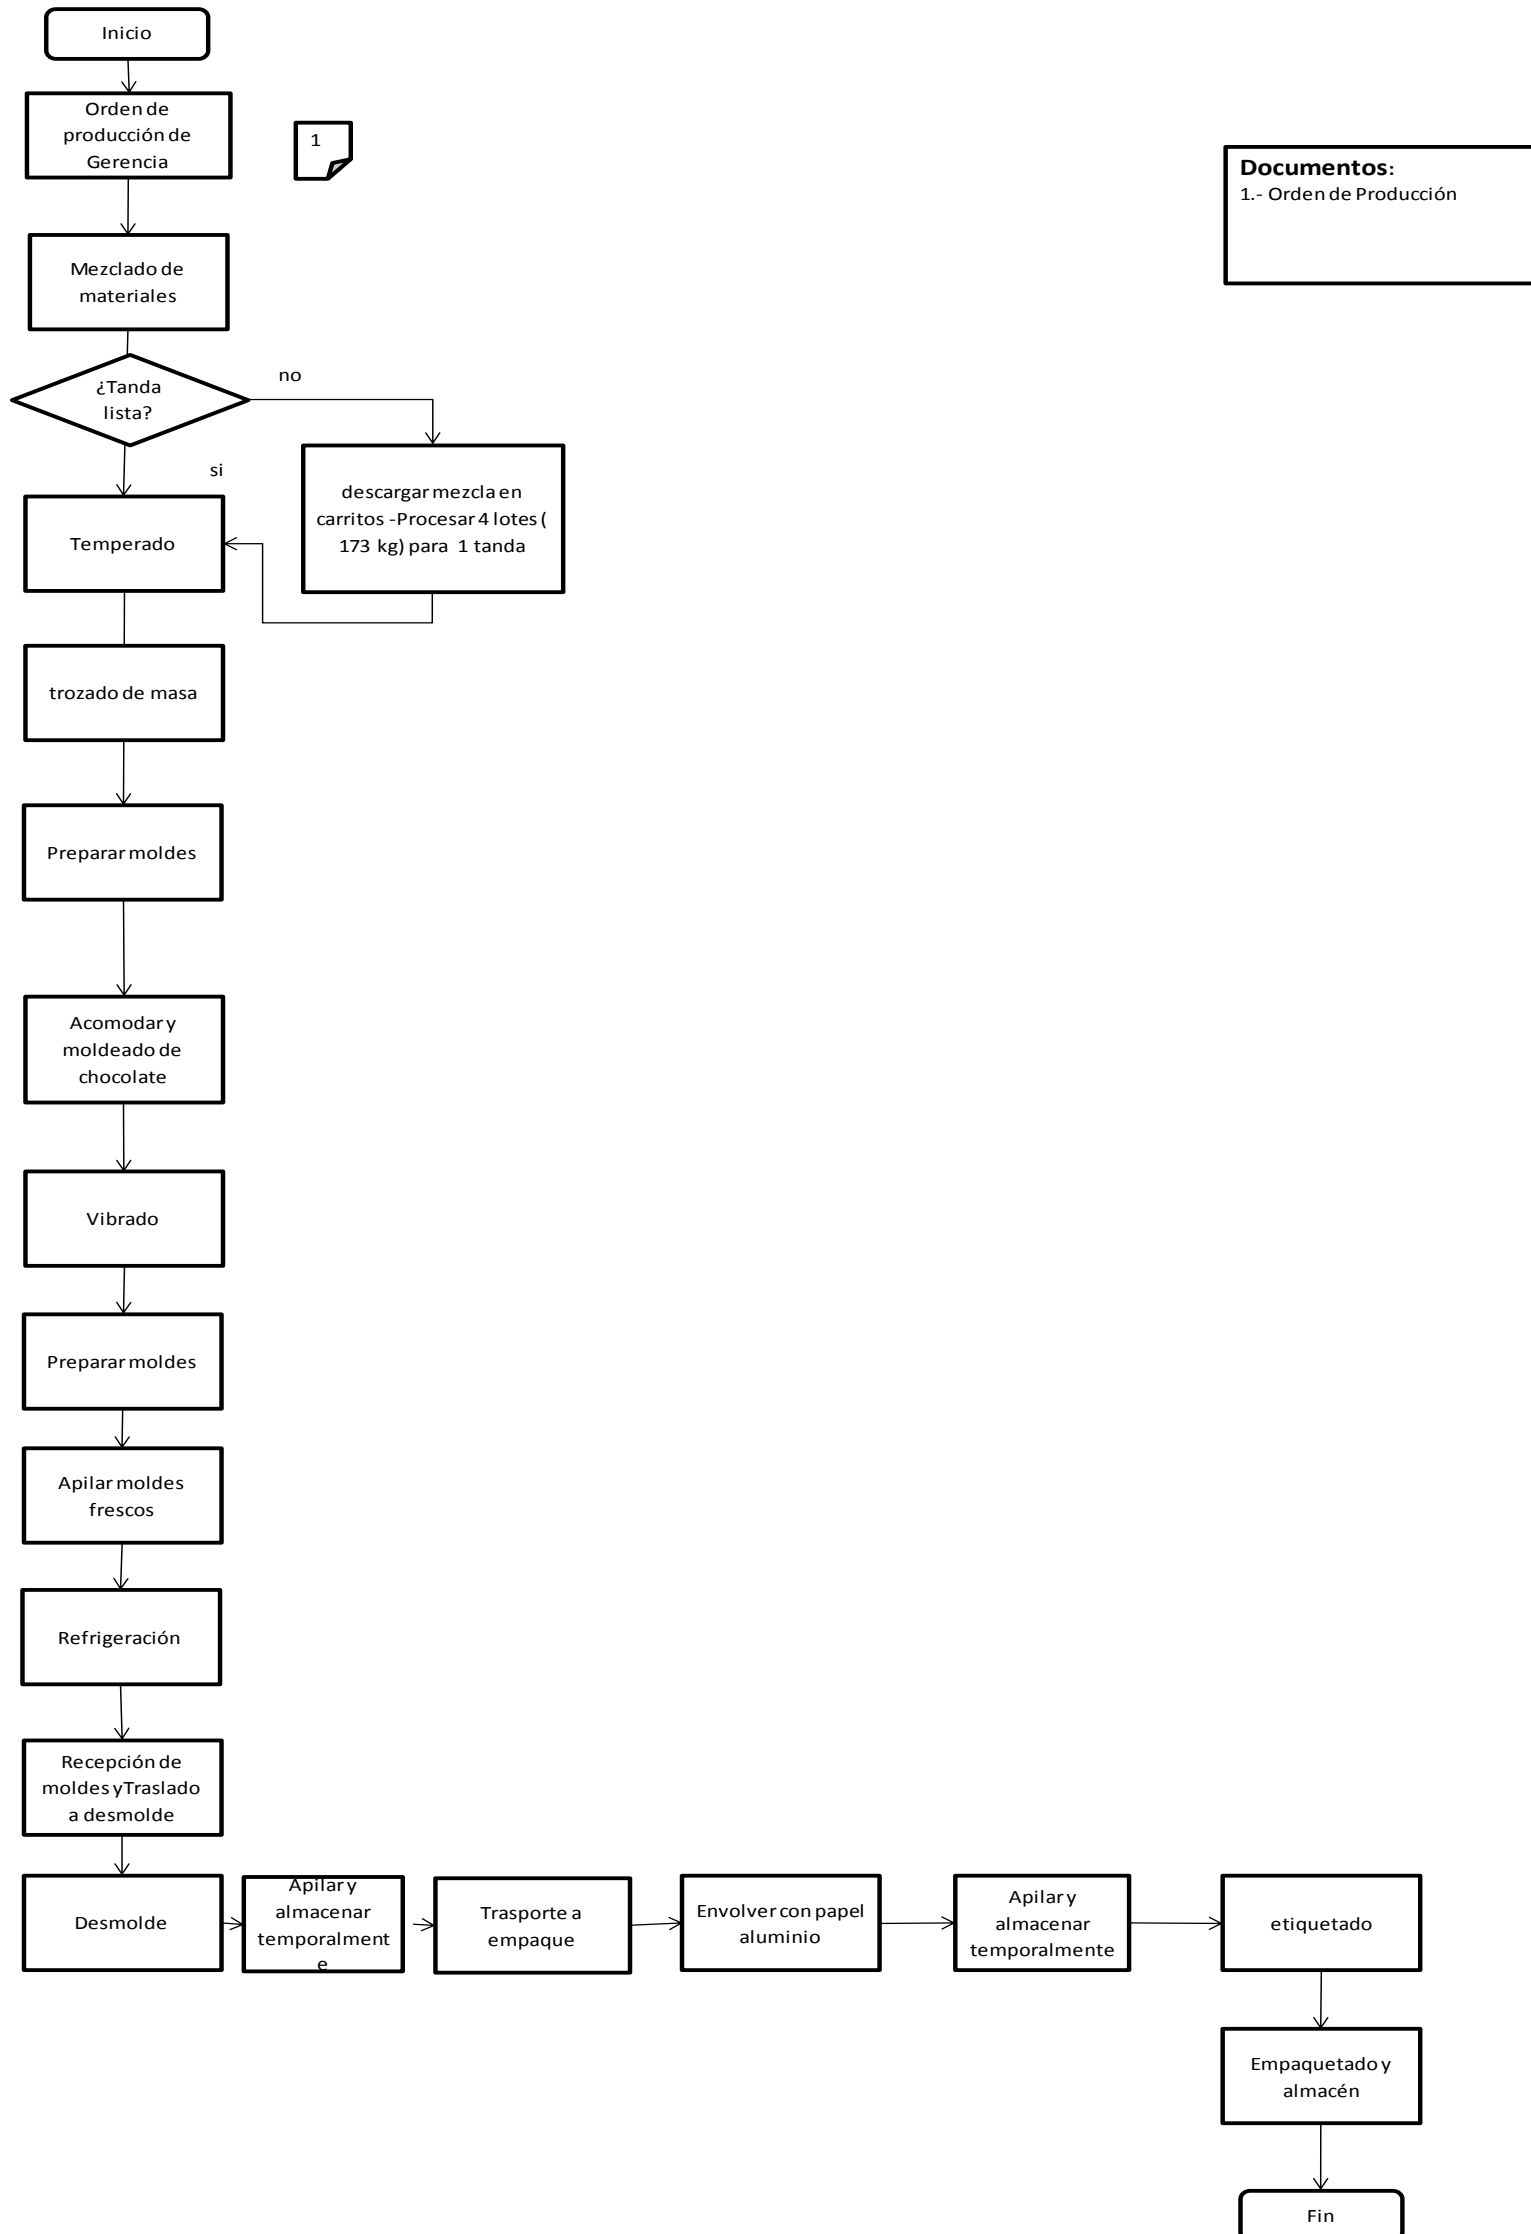 Inicio
Orden de
producción de
Gerencia
1
Documentos:
1.- Orden de Producción
Mezclado de
materiales
¿Tanda
lista?
no
si
descargar mezcla en
carritos -Procesar 4 lotes (
173 kg) para 1 tanda
Temperado
trozado de masa
Preparar moldes
Acomodar y
moldeado de
chocolate
Vibrado
Preparar moldes
Apilar moldes
frescos
Refrigeración
Recepción de
moldes yTraslado
a desmolde
Desmolde
Apilar y
almacenar
temporalment
e
Trasporte a
empaque
Envolver con papel
aluminio
Apilar y
almacenar
temporalmente
etiquetado
Empaquetado y
almacén
Fin